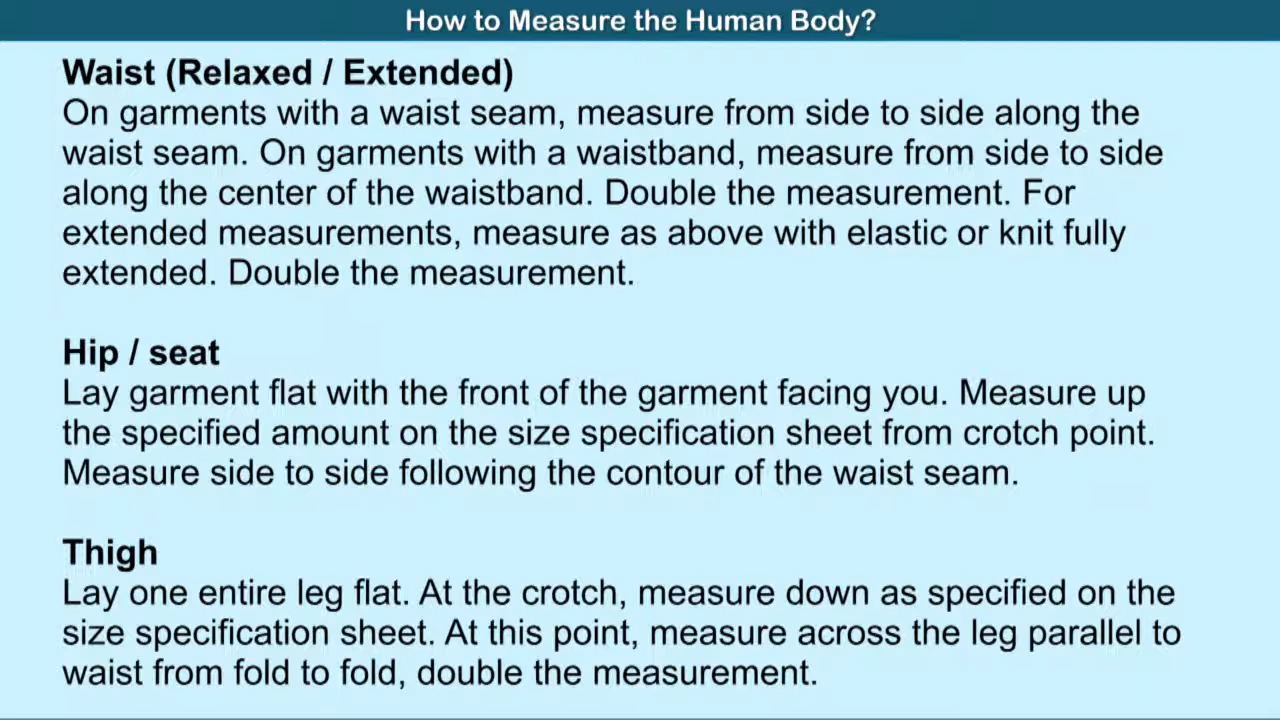 How to Measure the Human Body?
Waist (Relaxed / Extended)
On garments with a waist seam, measure from side to side along the
waist seam. On garments with a waistband, measure from side to side
along the center of the waistband. Double the measurement. For
extended measurements, measure as above with elastic or knit fully
extended. Double the measurement.
Hip / seat
Lay garment flat with the front of the garment facing you. Measure up
the specified amount on the size specification sheet from crotch point.
Measure side to side following the contour of the waist seam.
Thigh
Lay one entire leg flat. At the crotch, measure down as specified on the
size specification sheet. At this point, measure across the leg parallel to
waist from fold to fold, double the measurement.